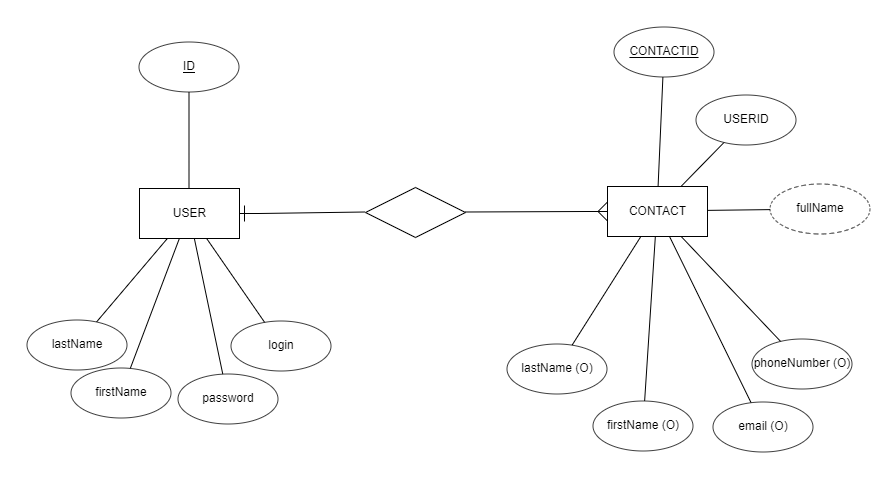 CONTACTID
ID
USERID
USER
CONTACT
fullName
lastName
login
firstName
password
lastName (O)
phoneNumber (O)
firstName (O)
email (O)